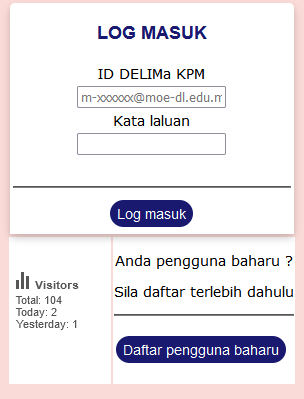 LOG MASUK
ID DELIMa KPM
m-xxxxxx@moe-dl.edu.m
Kata laluan
Log masuk
Anda pengguna baharu ?
Sila daftar terlebih dahulu
Daftar pengguna baharu
Visitors
Total: 104
Today: 2
Yesterday: 1